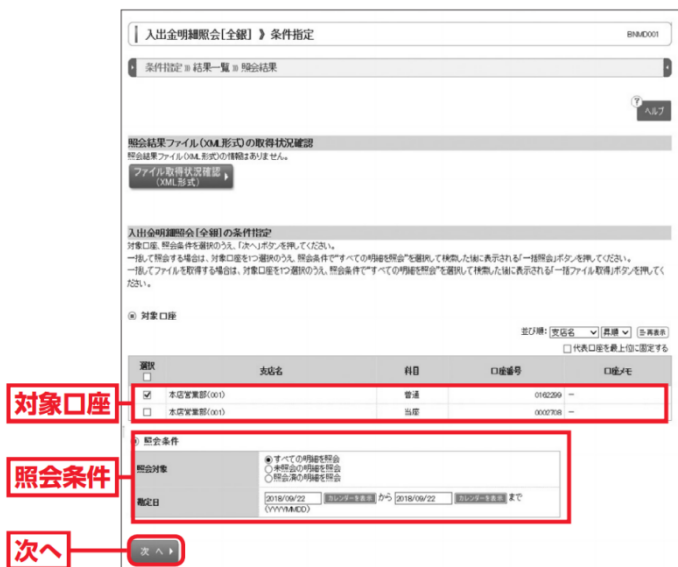 入出金明細照会[全銀] 》 条件指定
BNMD001
条件指定 » 結果一覧 » 照会結果
?
ヘルプ
照会結果ファイル(XML形式)の取得状況確認
照会結果ファイル(XML形式)の情報はありません。
ファイル取得状況確認
(XML形式)
入出金明細照会[全銀]の条件指定
対象口座、照会条件を選択のうえ、「次へ」ボタンを押してください。
一括して照会する場合は、対象口座を1つ選択のうえ、照会条件で"すべての明細を照会"を選択して検索した後に表示される「一括照会」ボタンを押してください。
一括してファイルを取得する場合は、対象口座を1つ選択のうえ、照会条件で"すべての明細を照会"を選択して検索した後に表示される「一括ファイル取得」ボタンを押してく
ださい。
対象口座
並び順: 支店名 昇順 再表示
代表口座を最上位に固定する
選択 支店名 科目 口座番号 口座メモ
対象口座
本店営業部(001) 普通 0162299 --
本店営業部(001) 当座 0002708 --
照会条件
照会条件
照会対象
すべての明細を照会
未照会の明細を照会
照会済の明細を照会
勘定日
2018/09/22 カレンダーを表示 から 2018/09/22 カレンダーを表示 まで
(YYYYMMDD)
次へ
次 へ